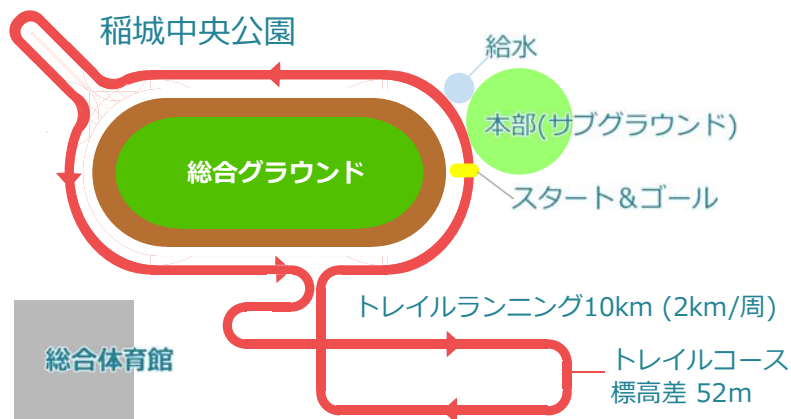 稲城中央公園
給水
本部(サブグラウンド)
総合グラウンド
スタート&ゴール
トレイルランニング10km (2km/周)
総合体育館
トレイルコース
標高差 52m